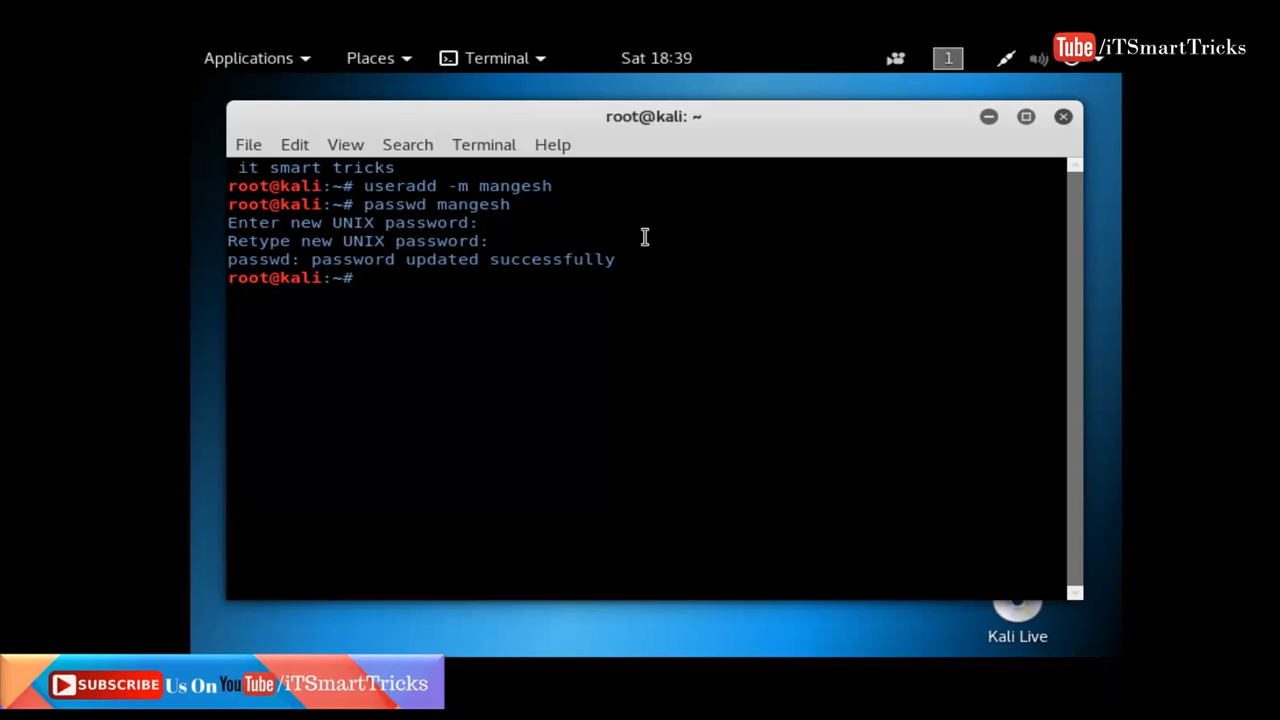 Tube /iTSmartTricks
Applications Places Terminal Sat 18:39 1
root@kali: ~
File Edit View Search Terminal Help
it smart tricks
root@kali:~# useradd -m mangesh
root@kali:~# passwd mangesh
Enter new UNIX password:
Retype new UNIX password:
passwd: password updated successfully
root@kali:~#
Kali Live
SUBSCRIBE Us On YouTube /iTSmartTricks